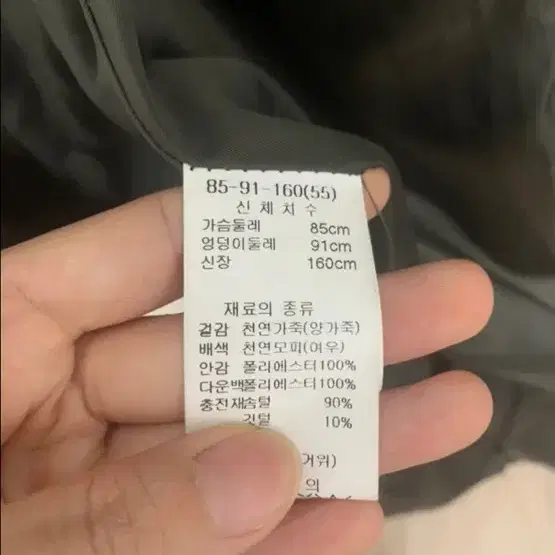 85-91-160(55)
신 체 치 수
가슴둘레 85cm
엉덩이둘레 91cm
신장 160cm
재료의 종류
겉감 천연가죽(양가죽)
배색 천연모피(여우)
안감 폴리에스터100%
다운백폴리에스터100%
충전재솜털 90%
깃털 10%
거위)
의